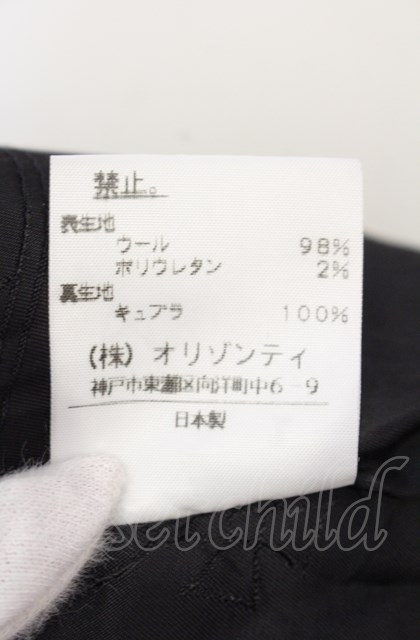 禁止。
表生地
ウール 98%
ポリウレタン 2%
裏生地
キュプラ 100%
(株) オリゾンティ
神戸市東灘区向洋町中6-9
日本製
set child